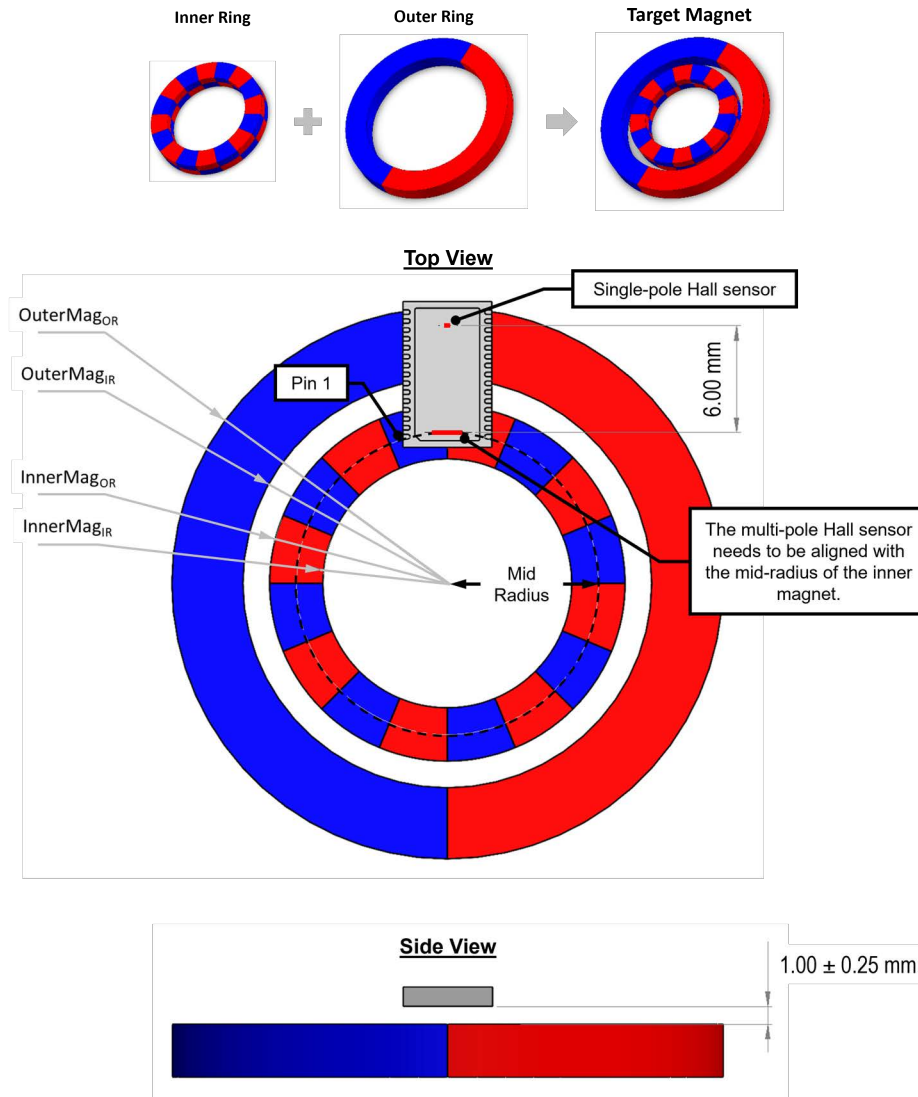 Inner Ring
Outer Ring
Target Magnet
Top View
Single-pole Hall sensor
OuterMagOR
OuterMagIR
Pin 1
6.00 mm
InnerMagOR
InnerMagIR
Mid
Radius
The multi-pole Hall sensor
needs to be aligned with
the mid-radius of the inner
magnet.
Side View
1.00 ± 0.25 mm